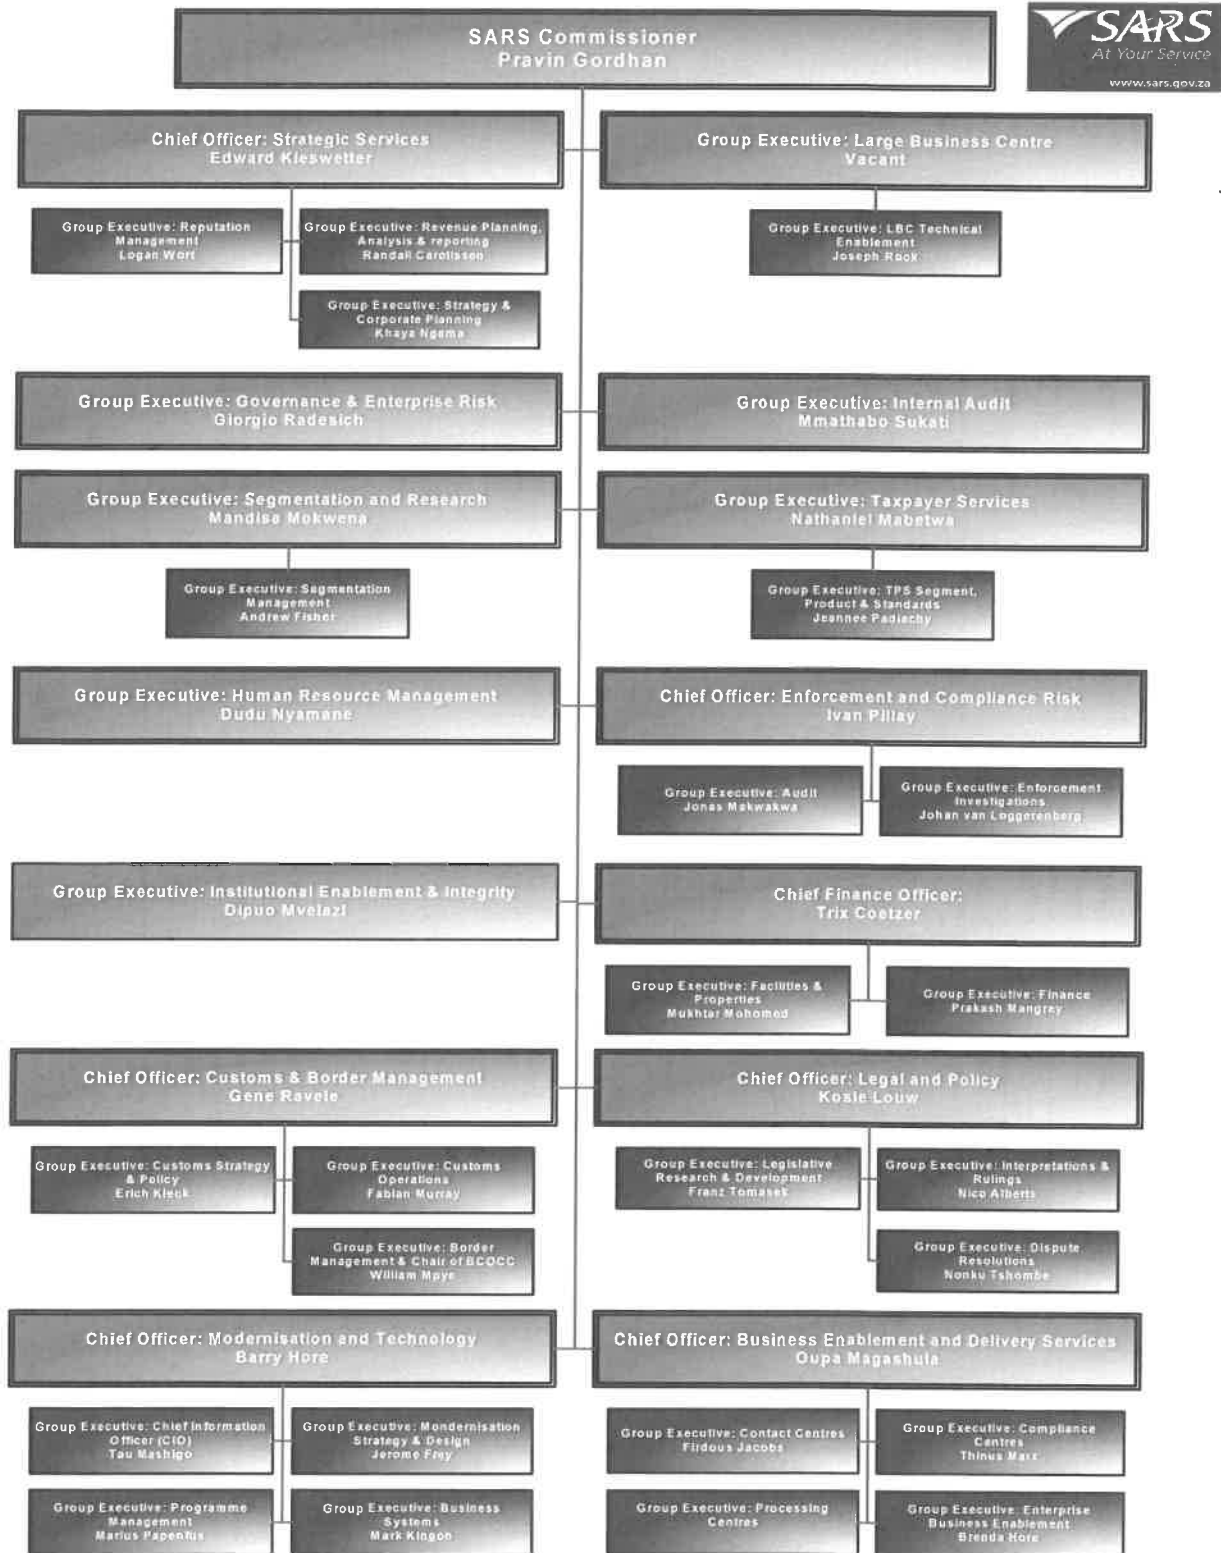 SARS Commissioner
Pravin Gordhan
SARS
At Your Service
www.sars.gov.za
Chief Officer: Strategic Services
Edward Kieswetter
Group Executive: Large Business Centre
Vacant
Group Executive: Reputation
Management
Logan Wort
Group Executive: Revenue Planning,
Analysis & reporting
Randall Carolissen
Group Executive: LBC Technical
Enablement
Joseph Rock
Group Executive: Strategy &
Corporate Planning
Khaya Ngema
Group Executive: Governance & Enterprise Risk
Giorgio Radesich
Group Executive: Internal Audit
Mmathabo Sukati
Group Executive: Segmentation and Research
Mandisa Mokwena
Group Executive: Taxpayer Services
Nathaniel Mabetwa
Group Executive: Segmentation
Management
Andrew Fisher
Group Executive: TPS Segment,
Product & Standards
Jeannee Padiachy
Group Executive: Human Resource Management
Dudu Nyamane
Chief Officer: Enforcement and Compliance Risk
Ivan Pillay
Group Executive: Audit
Jonas Makwakwa
Group Executive: Enforcement
Investigations
Johan van Loggerenberg
Group Executive: Institutional Enablement & Integrity
Dipuo Mvelazi
Chief Finance Officer:
Trix Coetzer
Group Executive: Facilities &
Properties
Mukhtar Mohomed
Group Executive: Finance
Prakash Mangrey
Chief Officer: Customs & Border Management
Gene Ravele
Chief Officer: Legal and Policy
Kosie Louw
Group Executive: Customs Strategy
& Policy
Erich Kieck
Group Executive: Customs
Operations
Fabian Murray
Group Executive: Legislative
Research & Development
Franz Tomasek
Group Executive: Interpretations &
Rulings
Nico Alberts
Group Executive: Border
Management & Chair of BCOCC
William Mpye
Group Executive: Dispute
Resolutions
Nonku Tshombe
Chief Officer: Modernisation and Technology
Barry Hore
Chief Officer: Business Enablement and Delivery Services
Oupa Magashula
Group Executive: Chief Information
Officer (CIO)
Tau Mashigo
Group Executive: Mondernisation
Strategy & Design
Jerome Frey
Group Executive: Contact Centres
Firdous Jacobs
Group Executive: Compliance
Centres
Thinus Marx
Group Executive: Programme
Management
Marius Papenfus
Group Executive: Business
Systems
Mark Kingon
Group Executive: Processing
Centres
Group Executive: Enterprise
Business Enablement
Brenda Hore